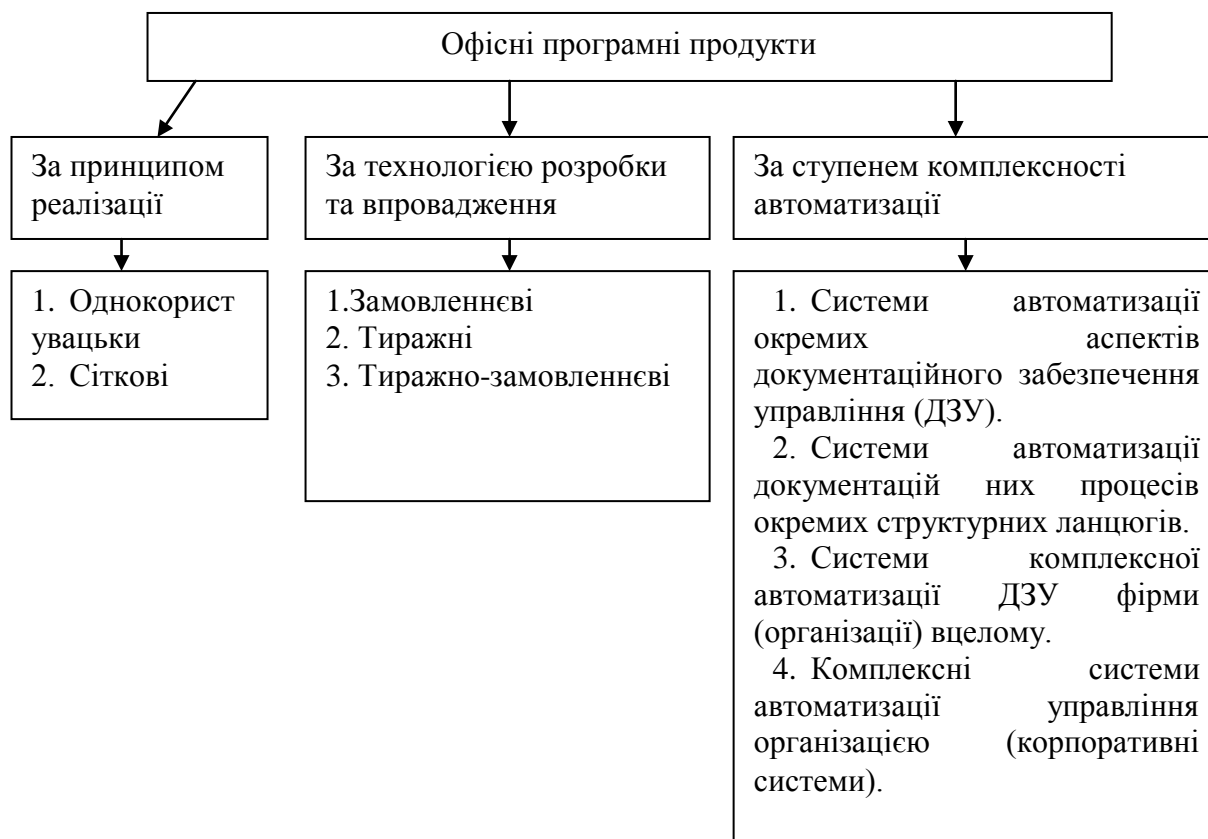 Офісні програмні продукти
За принципом
реалізації
За технологією розробки
та впровадження
За ступенем комплексності
автоматизації
1. Однокорист
увацьки
2. Сіткові
1.Замовленнєві
2. Тиражні
3. Тиражно-замовленнєві
1. Системи автоматизації
окремих аспектів
документаційного забезпечення
управління (ДЗУ).
2. Системи автоматизації
документацій них процесів
окремих структурних ланцюгів.
3. Системи комплексної
автоматизації ДЗУ фірми
(організації) вцелому.
4. Комплексні системи
автоматизації управління
організацією (корпоративні
системи).